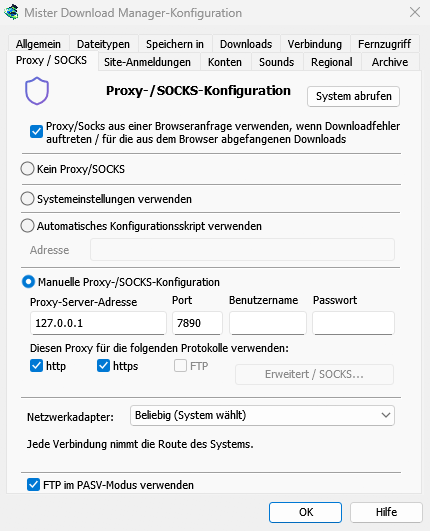 Mister Download Manager-Konfiguration
Allgemein Dateitypen Speichern in Downloads Verbindung Fernzugriff
Proxy / SOCKS Site-Anmeldungen Konten Sounds Regional Archive
Proxy-/SOCKS-Konfiguration
System abrufen
Proxy/Socks aus einer Browseranfrage verwenden, wenn Downloadfehler
auftreten / für die aus dem Browser abgefangenen Downloads
Kein Proxy/SOCKS
Systemeinstellungen verwenden
Automatisches Konfigurationsskript verwenden
Adresse
Manuelle Proxy-/SOCKS-Konfiguration
Proxy-Server-Adresse Port Benutzername Passwort
127.0.0.1 7890
Diesen Proxy für die folgenden Protokolle verwenden:
http https FTP
Erweitert / SOCKS...
Netzwerkadapter: Beliebig (System wählt)
Jede Verbindung nimmt die Route des Systems.
FTP im PASV-Modus verwenden
OK Hilfe